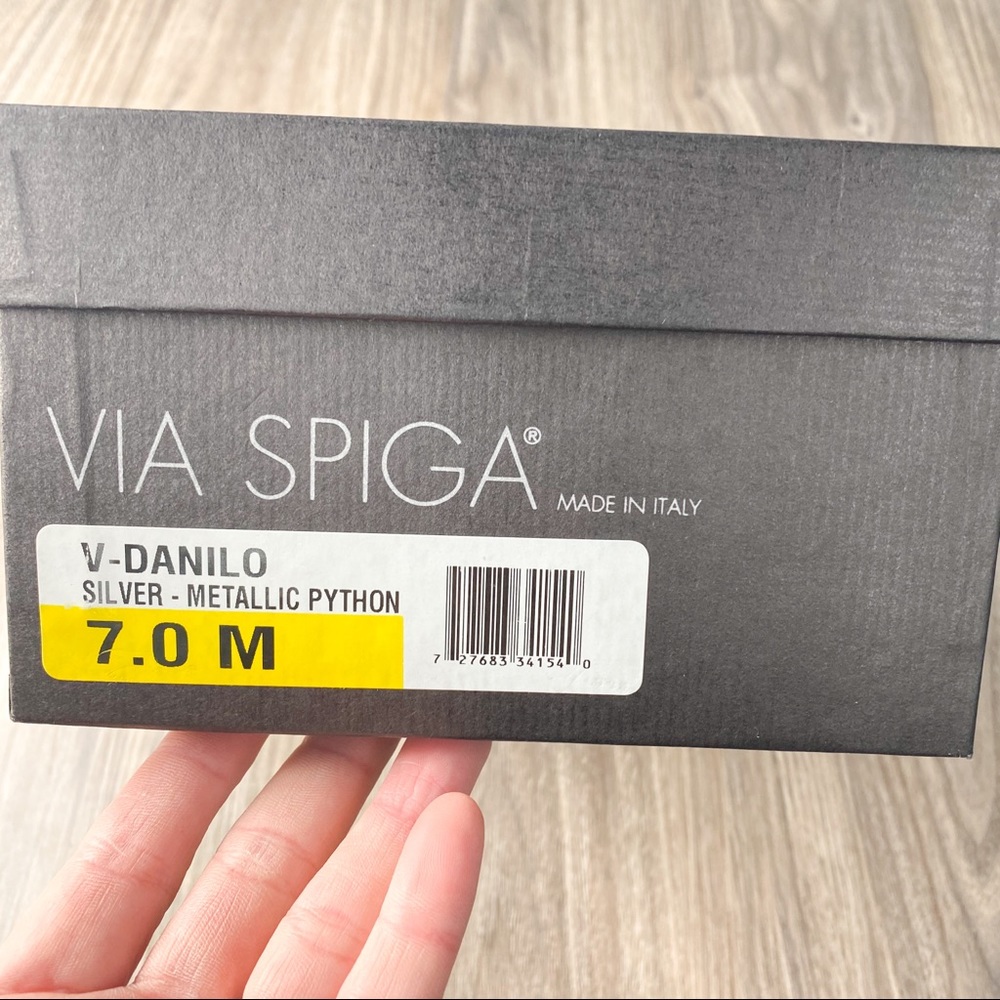 VIA SPIGA® MADE IN ITALY
V-DANILO
SILVER - METALLIC PYTHON
7.0 M
7 27683 34154 0